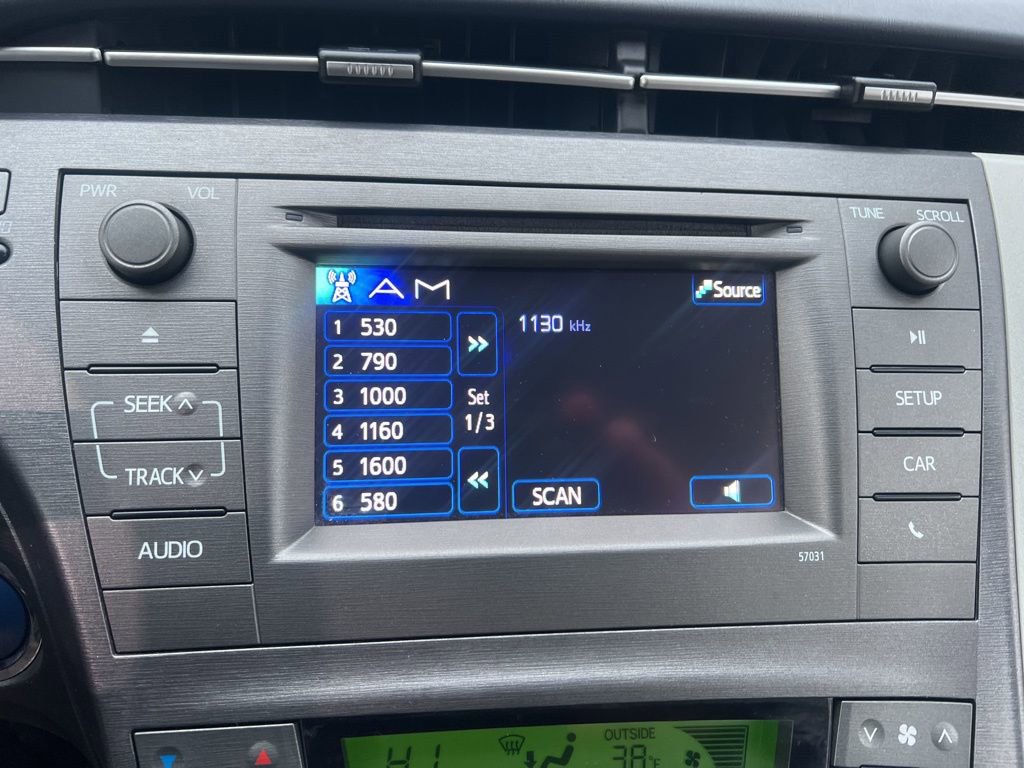 PWR VOL
TUNE SCROLL
AM
Source
1 530
2 790
3 1000
4 1160
5 1600
6 580
Set
1/3
1130 kHz
SCAN
SEEK
TRACK
AUDIO
SETUP
CAR
57031
HI
OUTSIDE
38°F